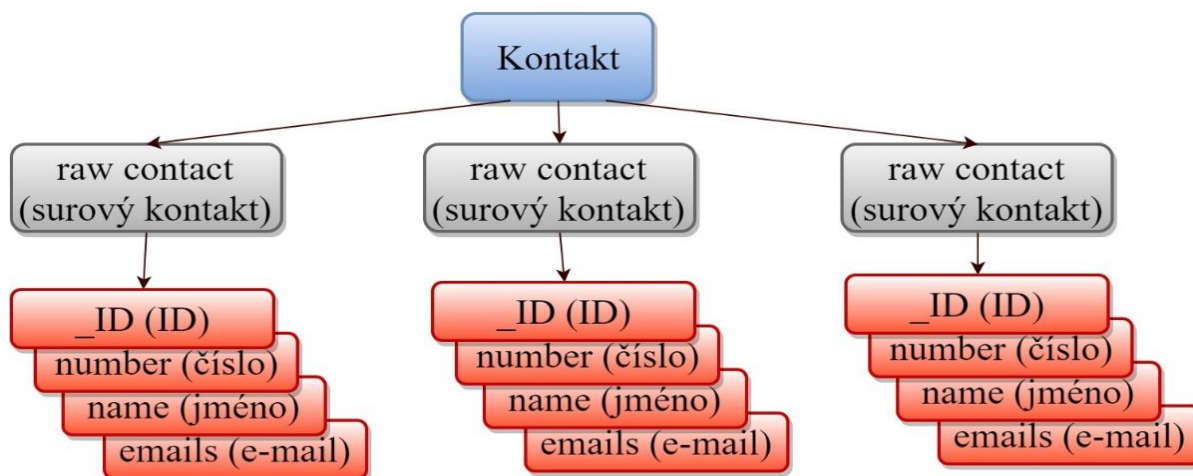 Kontakt
raw contact
(surový kontakt)
raw contact
(surový kontakt)
raw contact
(surový kontakt)
_ID (ID)
number (číslo)
name (jméno)
emails (e-mail)
_ID (ID)
number (číslo)
name (jméno)
emails (e-mail)
_ID (ID)
number (číslo)
name (jméno)
emails (e-mail)